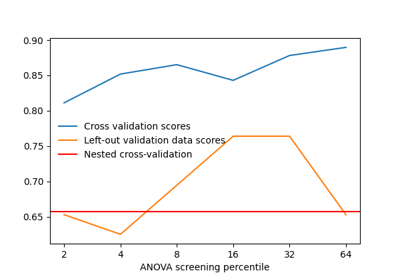 0.90
0.85
0.80
0.75
0.70
0.65
Cross validation scores
Left-out validation data scores
Nested cross-validation
2 4 8 16 32 64
ANOVA screening percentile